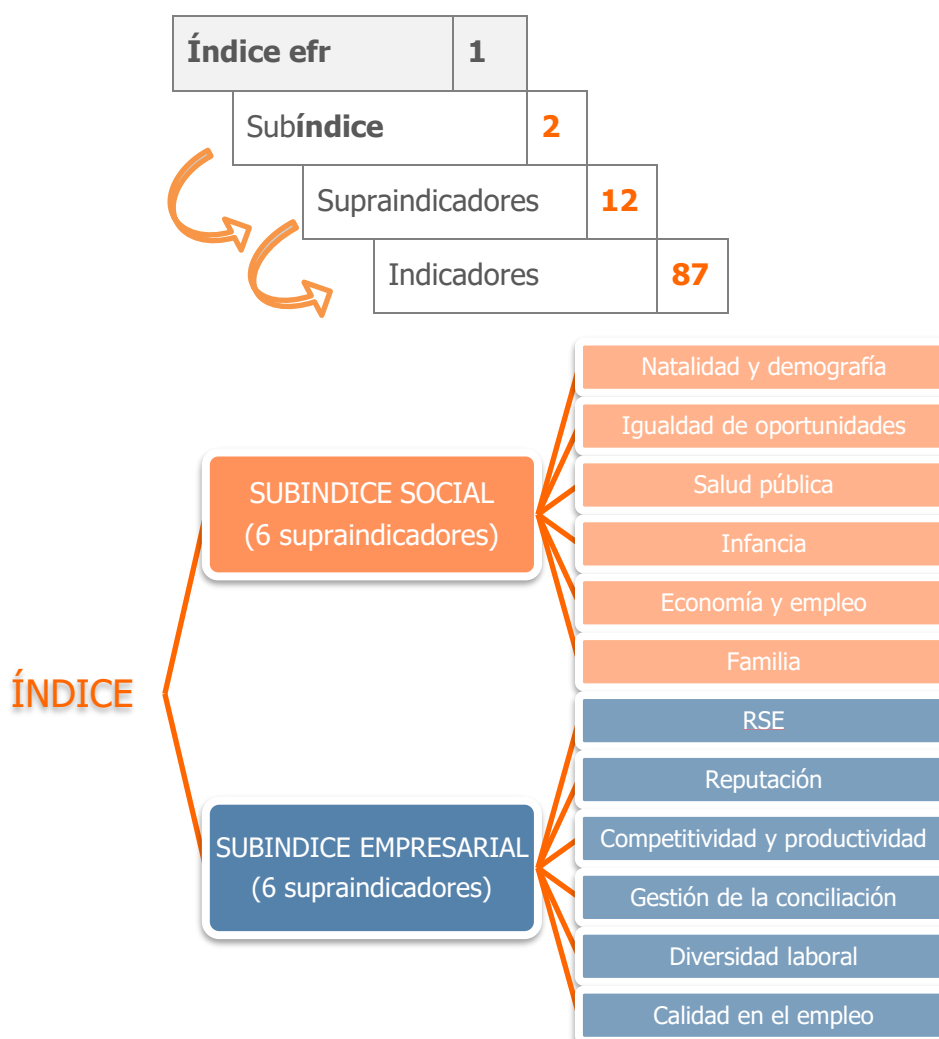 Índice efr 1
Subíndice 2
Supraindicadores 12
Indicadores 87
Natalidad y demografía
Igualdad de oportunidades
SUBINDICE SOCIAL
(6 supraindicadores)
Salud pública
Infancia
Economía y empleo
Familia
ÍNDICE
RSE
Reputación
SUBINDICE EMPRESARIAL
(6 supraindicadores)
Competitividad y productividad
Gestión de la conciliación
Diversidad laboral
Calidad en el empleo